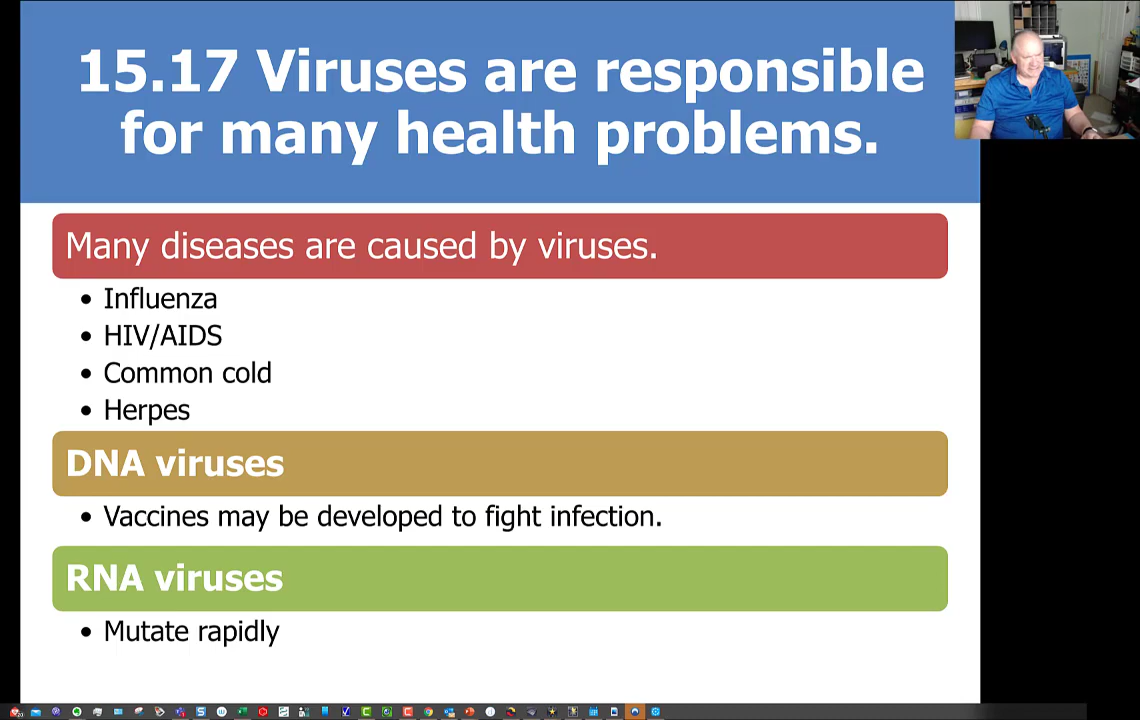 15.17 Viruses are responsible
for many health problems.
Many diseases are caused by viruses.
• Influenza
• HIV/AIDS
• Common cold
• Herpes
DNA viruses
• Vaccines may be developed to fight infection.
RNA viruses
• Mutate rapidly